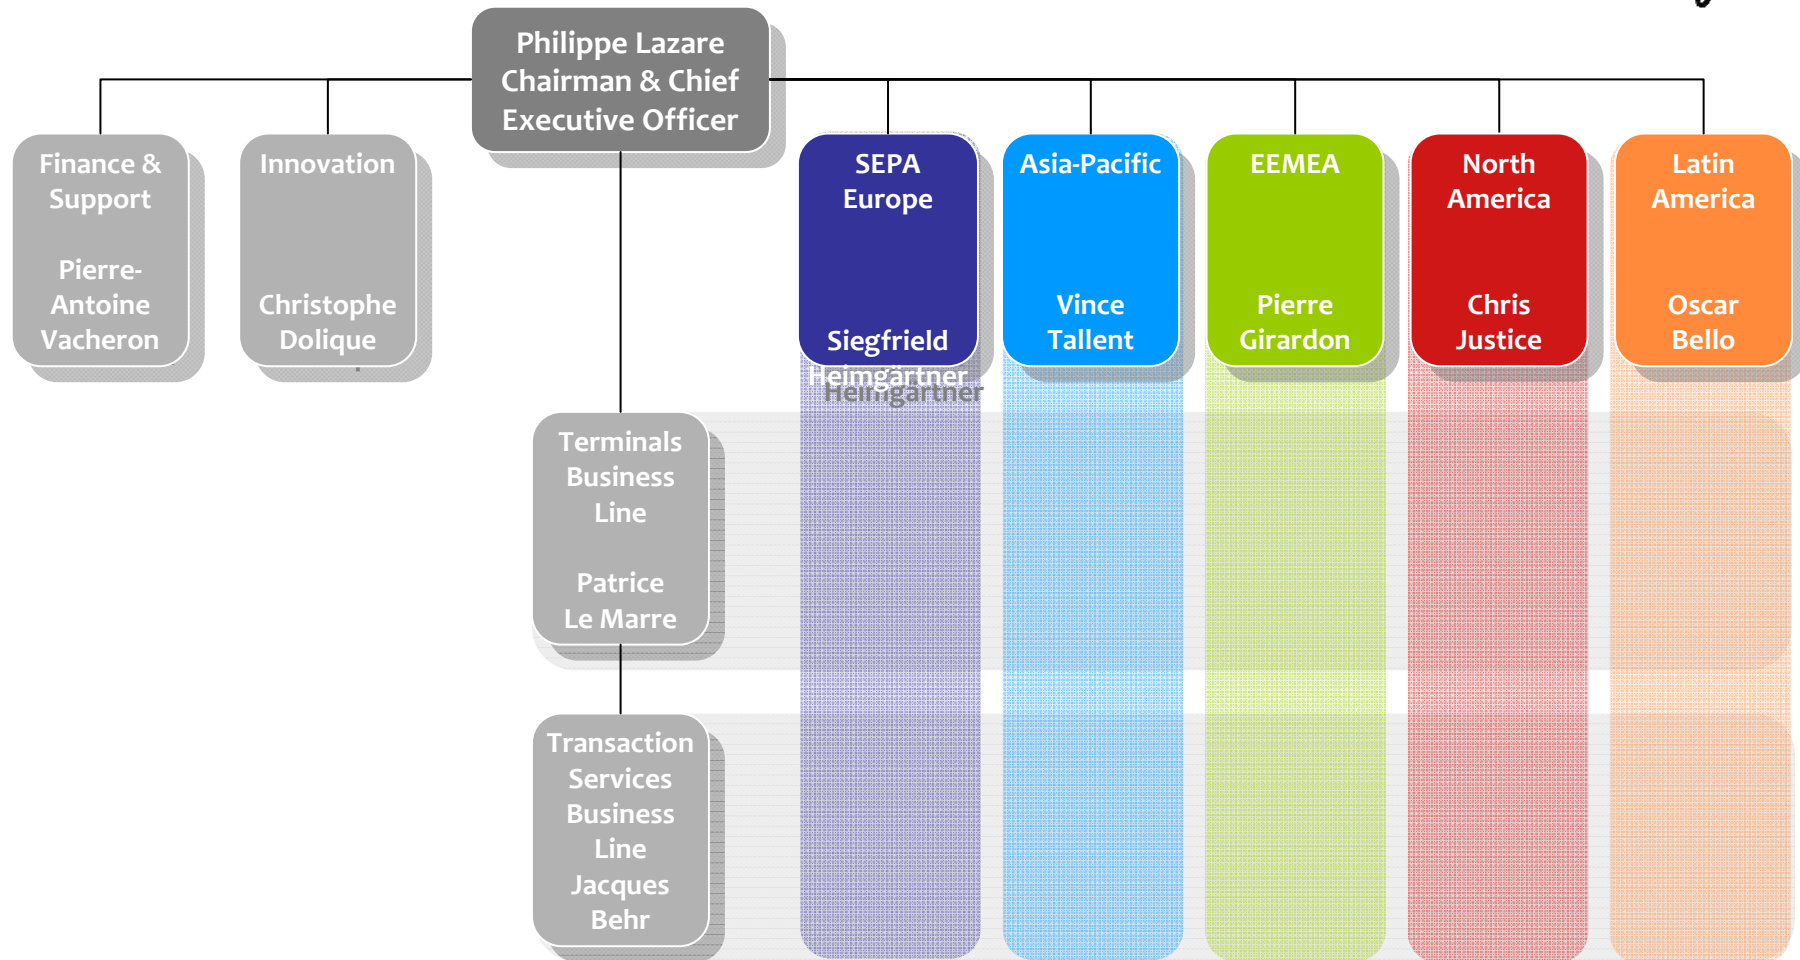 Philippe Lazare
Chairman & Chief
Executive Officer
Finance &
Support
Pierre-
Antoine
Vacheron
Innovation
Christophe
Dolique
SEPA
Europe
Siegfrield
Heimgärtner
Asia-Pacific
Vince
Tallent
EEMEA
Pierre
Girardon
North
America
Chris
Justice
Latin
America
Oscar
Bello
Terminals
Business
Line
Patrice
Le Marre
Transaction
Services
Business
Line
Jacques
Behr